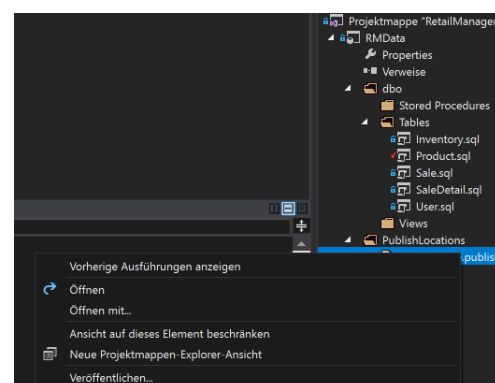 Projektmappe "RetailManager
RMData
Properties
Verweise
dbo
Stored Procedures
Tables
Inventory.sql
Product.sql
Sale.sql
SaleDetail.sql
User.sql
Views
PublishLocations
.publis
Vorherige Ausführungen anzeigen
Öffnen
Öffnen mit...
Ansicht auf dieses Element beschränken
Neue Projektmappen-Explorer-Ansicht
Veröffentlichen...